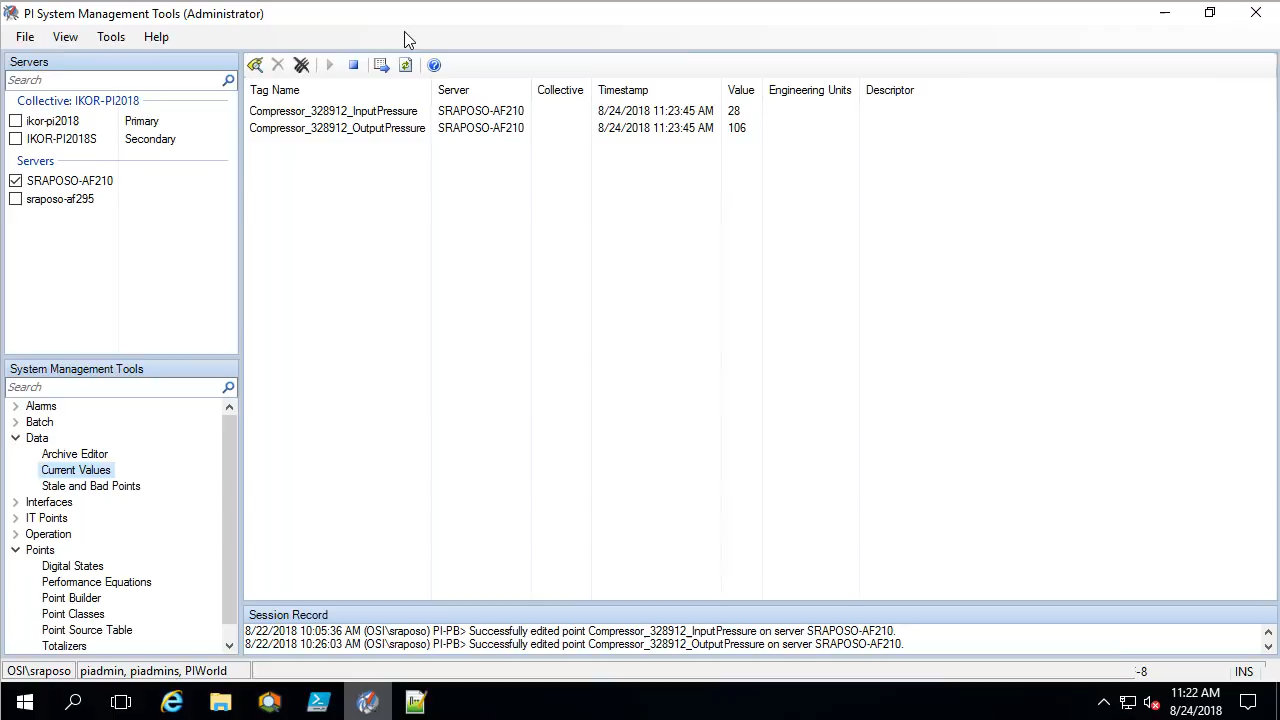 PI System Management Tools (Administrator)
File View Tools Help
Servers
Search
Collective: IKOR-PI2018
ikor-pi2018 Primary
IKOR-PI2018S Secondary
Servers
SRAPOSO-AF210
sraposo-af295
Tag Name Server Collective Timestamp Value Engineering Units Descriptor
Compressor_328912_InputPressure SRAPOSO-AF210 8/24/2018 11:23:45 AM 28
Compressor_328912_OutputPressure SRAPOSO-AF210 8/24/2018 11:23:45 AM 106
System Management Tools
Search
Alarms
Batch
Data
Archive Editor
Current Values
Stale and Bad Points
Interfaces
IT Points
Operation
Points
Digital States
Performance Equations
Point Builder
Point Classes
Point Source Table
Totalizers
Session Record
8/22/2018 10:05:36 AM (OSI\sraposo) PI-PB> Successfully edited point Compressor_328912_InputPressure on server SRAPOSO-AF210.
8/22/2018 10:26:03 AM (OSI\sraposo) PI-PB> Successfully edited point Compressor_328912_OutputPressure on server SRAPOSO-AF210.
OSI\sraposo piadmin, piadmins, PIWorld :-8 INS
11:22 AM
8/24/2018